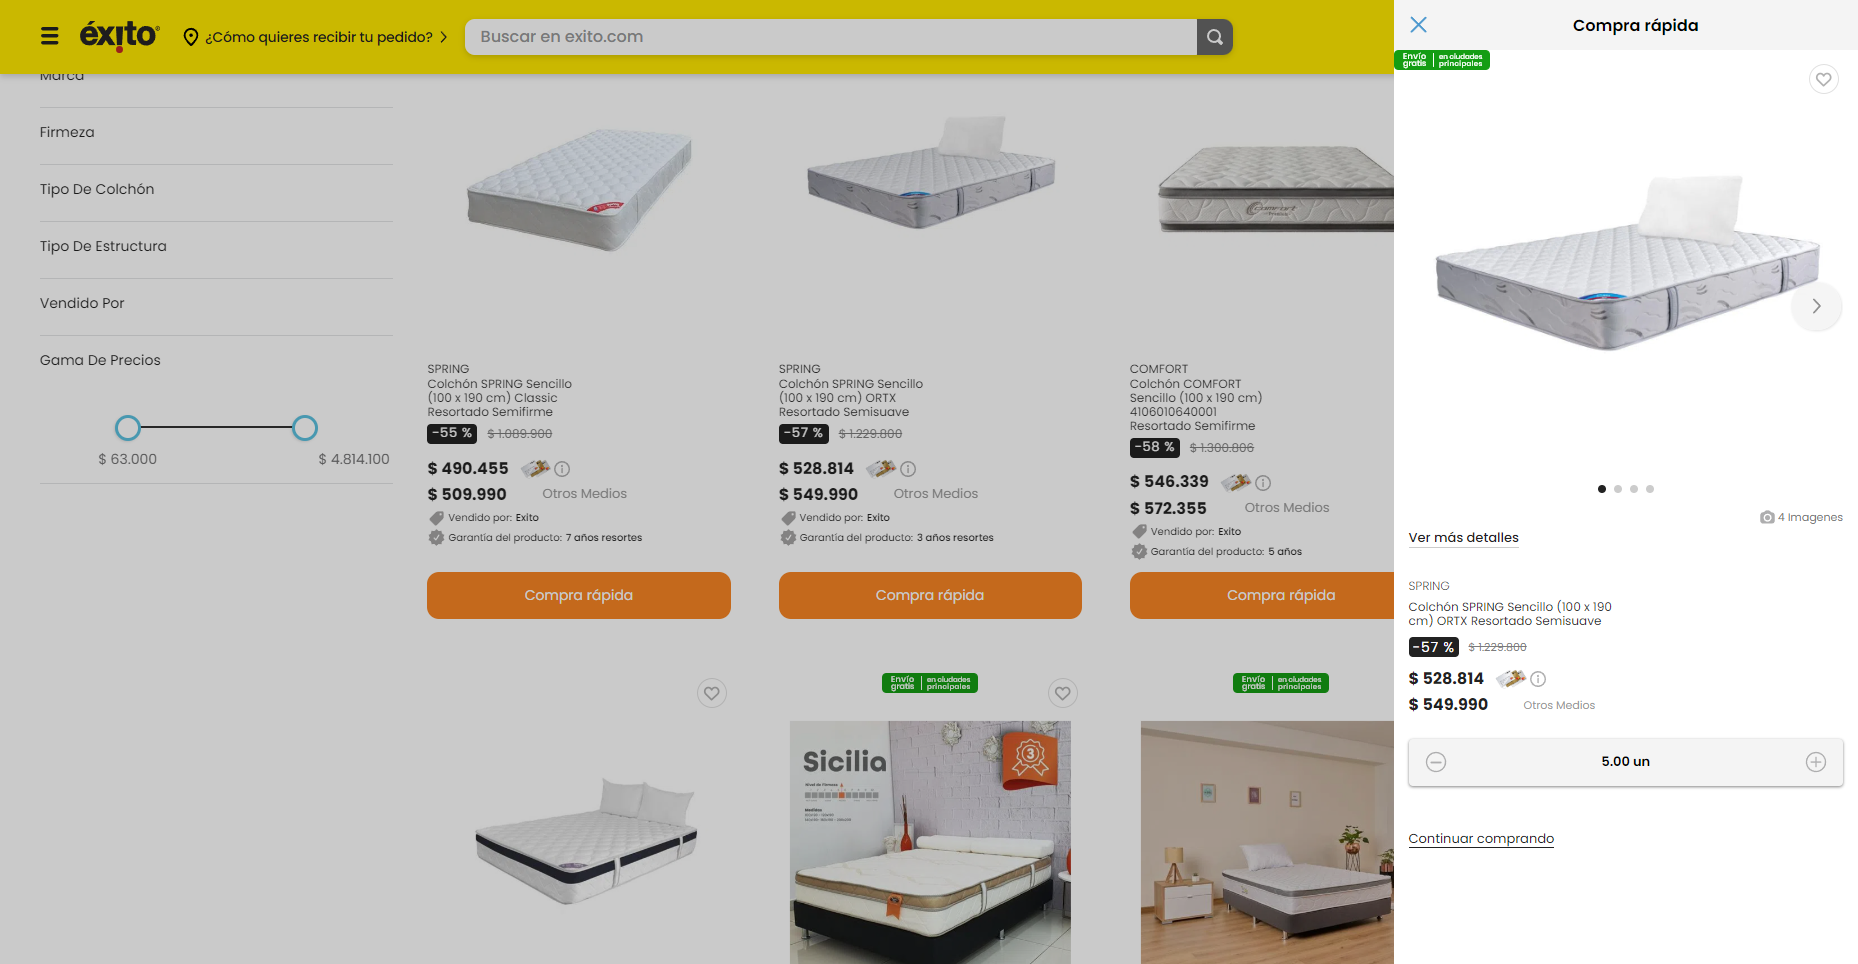 éxito
¿Cómo quieres recibir tu pedido?
Buscar en exito.com
Marca
Firmeza
Tipo De Colchón
Tipo De Estructura
Vendido Por
Gama De Precios
$ 63.000
$ 4.814.100
SPRING
Colchón SPRING Sencillo
(100 x 190 cm) Classic
Resortado Semifirme
-55 % $ 1.089.900
$ 490.455
$ 509.990 Otros Medios
Vendido por: Exito
Garantía del producto: 7 años resortes
Compra rápida
SPRING
Colchón SPRING Sencillo
(100 x 190 cm) ORTX
Resortado Semisuave
-57 % $ 1.229.800
$ 528.814
$ 549.990 Otros Medios
Vendido por: Exito
Garantía del producto: 3 años resortes
Compra rápida
COMFORT
Colchón COMFORT
Sencillo (100 x 190 cm)
4106010640001
Resortado Semifirme
-58 % $ 1.300.806
$ 546.339
$ 572.355 Otros Medios
Vendido por: Exito
Garantía del producto: 5 años
Compra rápida
Envío gratis en ciudades principales
Sicilia
Nivel de Firmeza
Medidas
3
Envío gratis en ciudades principales
Compra rápida
Envío gratis en ciudades principales
4 Imagenes
Ver más detalles
SPRING
Colchón SPRING Sencillo (100 x 190
cm) ORTX Resortado Semisuave
-57 % $ 1.229.800
$ 528.814
$ 549.990 Otros Medios
5.00 un
Continuar comprando